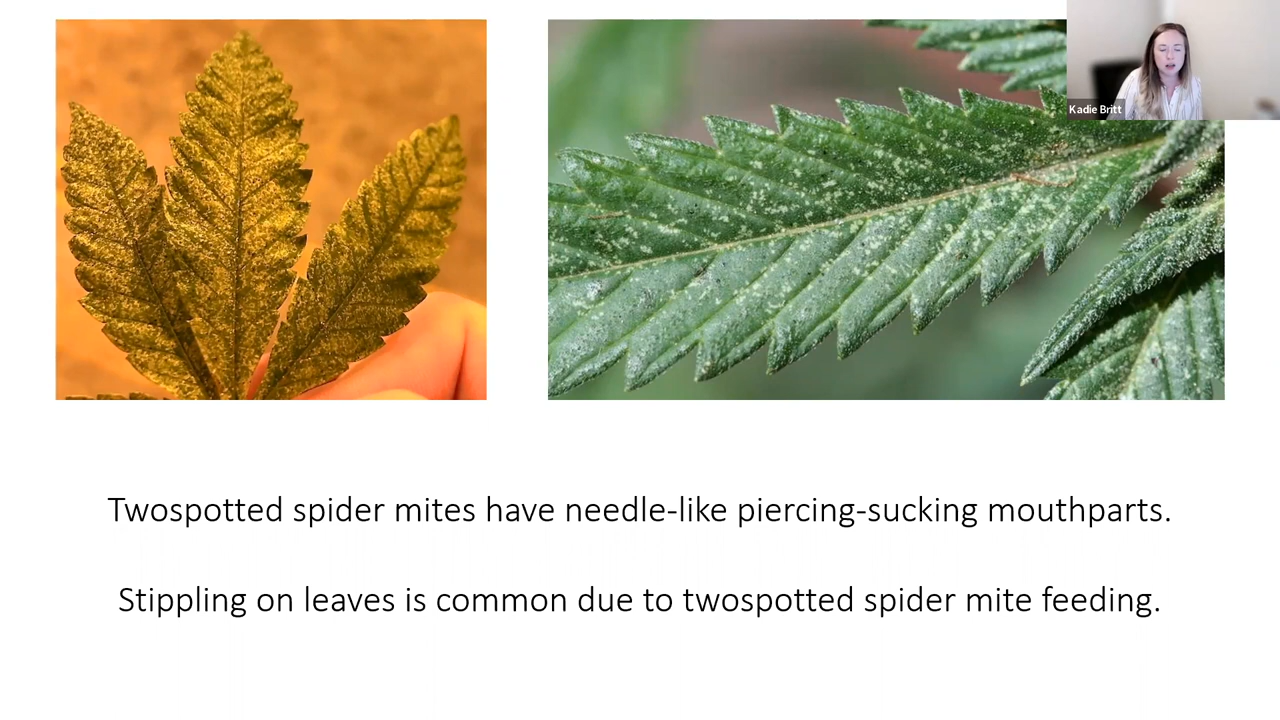 Kadie Britt
Twospotted spider mites have needle-like piercing-sucking mouthparts.
Stippling on leaves is common due to twospotted spider mite feeding.